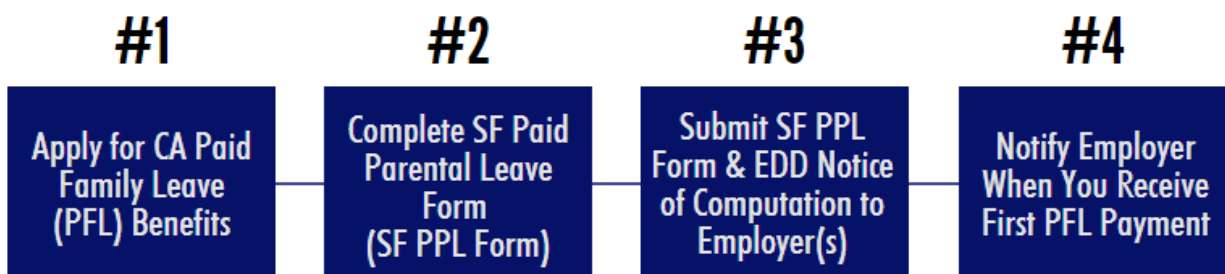 #1
Apply for CA Paid
Family Leave
(PFL) Benefits
#2
Complete SF Paid
Parental Leave
Form
(SF PPL Form)
#3
Submit SF PPL
Form & EDD Notice
of Computation to
Employer(s)
#4
Notify Employer
When You Receive
First PFL Payment